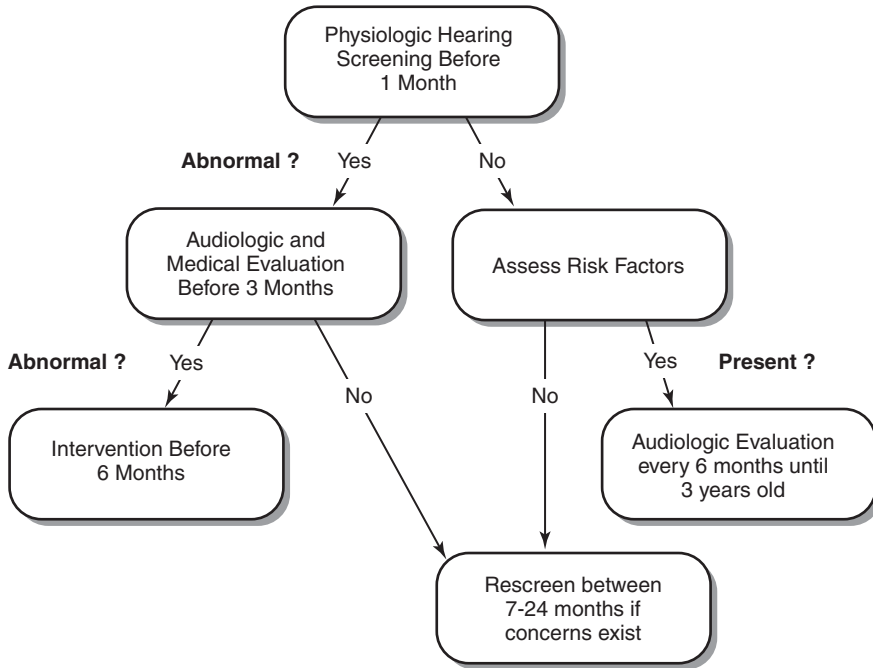 Physiologic Hearing
Screening Before
1 Month
Abnormal ? Yes No
Audiologic and
Medical Evaluation
Before 3 Months
Assess Risk Factors
Abnormal ? Yes No No Yes Present ?
Intervention Before
6 Months
Audiologic Evaluation
every 6 months until
3 years old
Rescreen between
7-24 months if
concerns exist